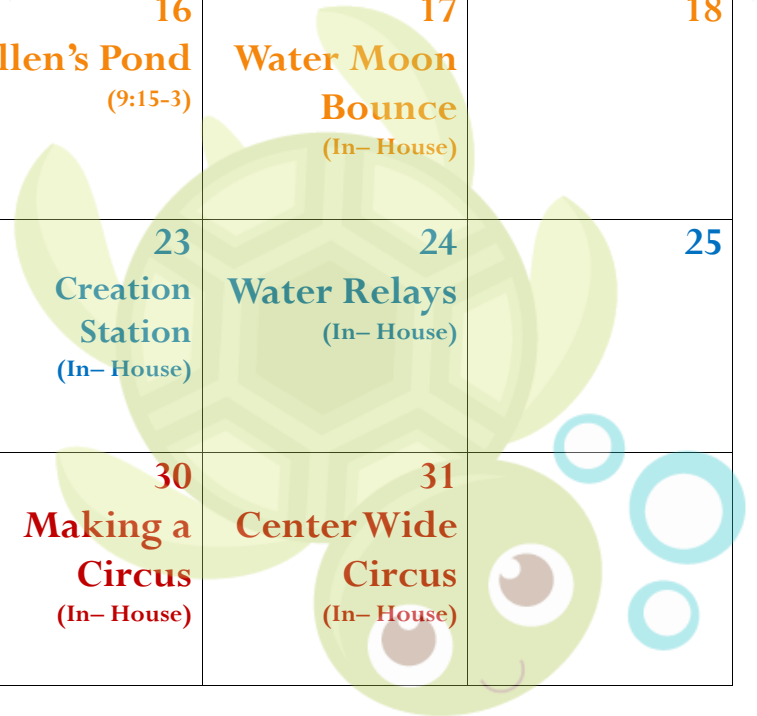 16
llen's Pond
(9:15-3)
17
Water Moon
Bounce
(In– House)
18
23
Creation
Station
(In– House)
24
Water Relays
(In– House)
25
30
Making a
Circus
(In– House)
31
Center Wide
Circus
(In– House)